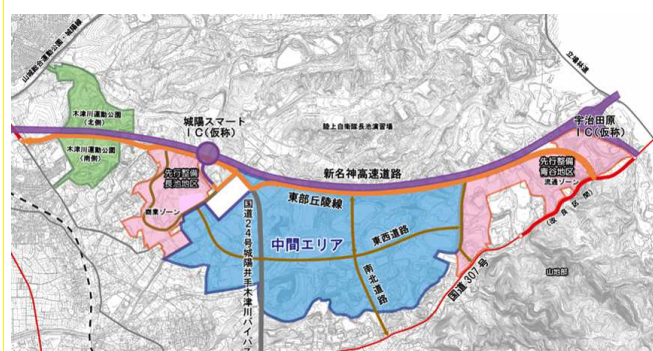 山城総合運動公園・城陽線
木津川運動公園
(北側)
木津川運動公園
(南側)
城陽スマート
IC(仮称)
陸上自衛隊長池演習場
宇治田原
IC(仮称)
新名神高速道路
先行整備
長池地区
商業ゾーン
東部丘陵線
先行整備
青谷地区
流通ゾーン
(改良区間)
国道24号城陽井手木津川バイパス
中間エリア
東西道路
南北道路
国道307号
山地部